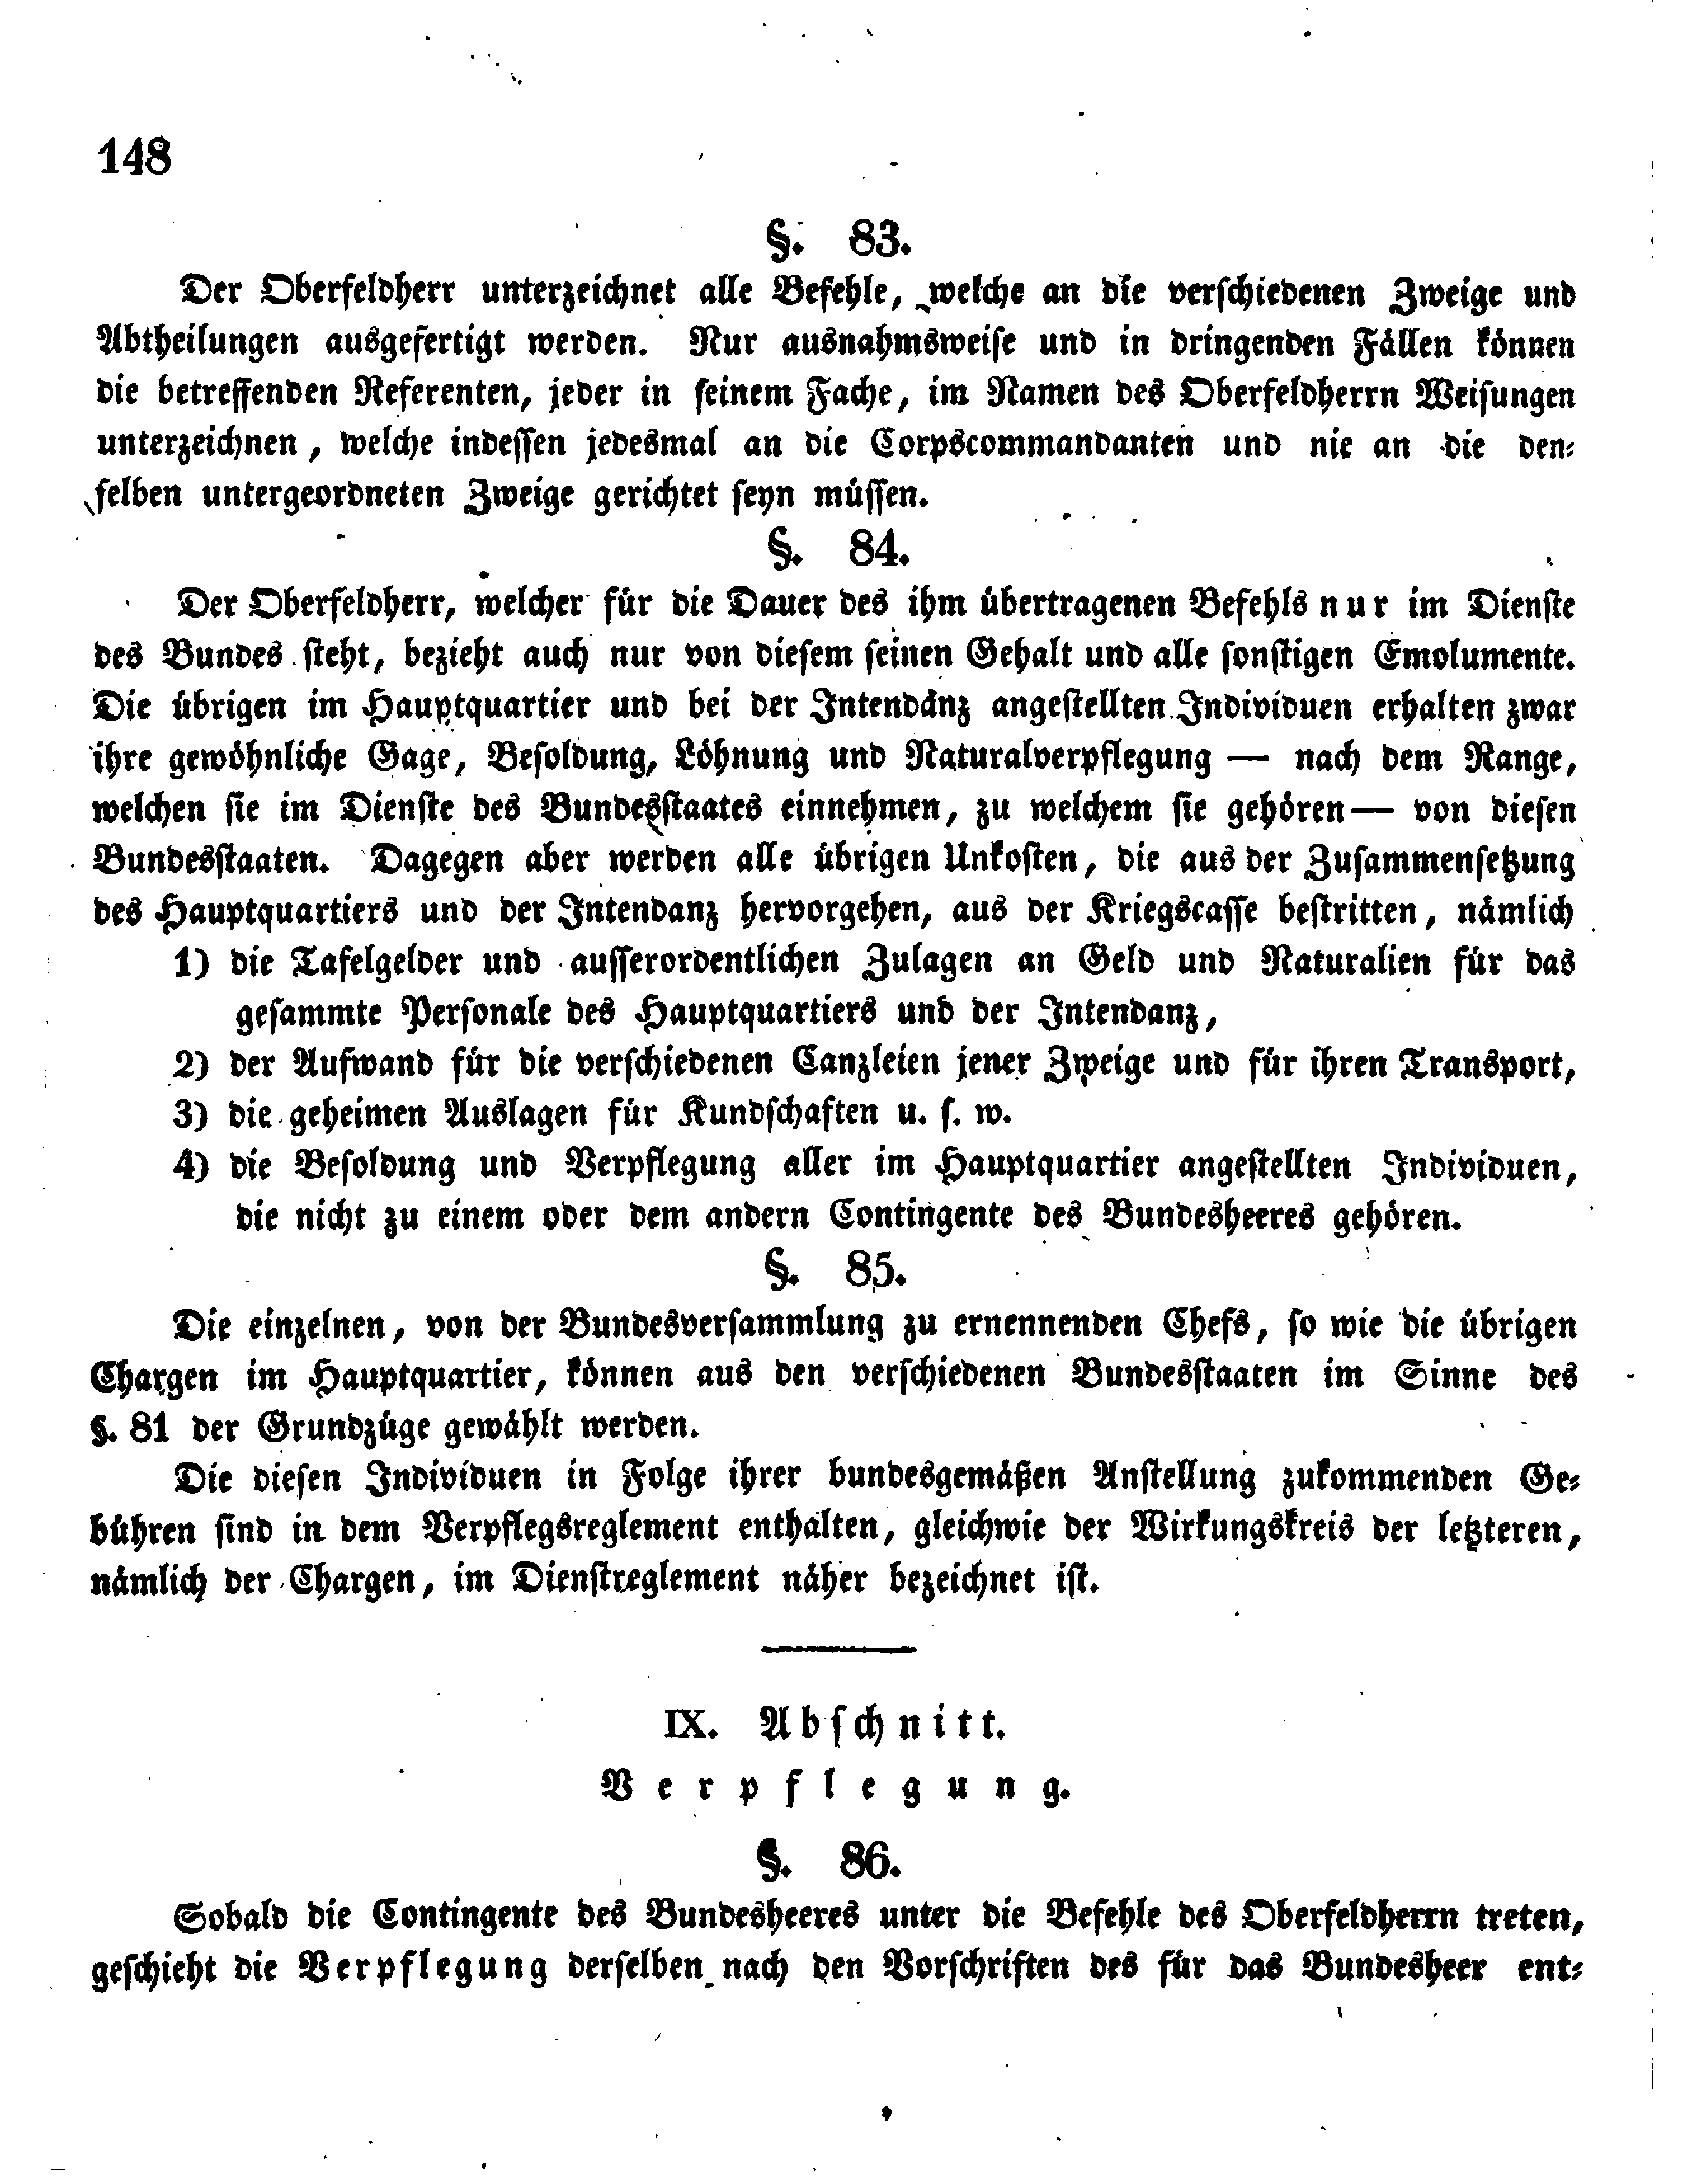 148
§. 83.
Der Oberfeldherr unterzeichnet alle Befehle, welche an die verschiedenen Zweige und
Abtheilungen ausgefertigt werden. Nur ausnahmsweise und in dringenden Fällen können
die betreffenden Referenten, jeder in seinem Fache, im Namen des Oberfeldherrn Weisungen
unterzeichnen, welche indessen jedesmal an die Corpscommandanten und nie an die den-
selben untergeordneten Zweige gerichtet seyn müssen.
§. 84.
Der Oberfeldherr, welcher für die Dauer des ihm übertragenen Befehls nur im Dienste
des Bundes steht, bezieht auch nur von diesem seinen Gehalt und alle sonstigen Emolumente.
Die übrigen im Hauptquartier und bei der Intendanz angestellten Individuen erhalten zwar
ihre gewöhnliche Gage, Besoldung, Löhnung und Naturalverpflegung — nach dem Range,
welchen sie im Dienste des Bundesstaates einnehmen, zu welchem sie gehören — von diesen
Bundesstaaten. Dagegen aber werden alle übrigen Unkosten, die aus der Zusammensetzung
des Hauptquartiers und der Intendanz hervorgehen, aus der Kriegscasse bestritten, nämlich
1) die Tafelgelder und ausserordentlichen Zulagen an Geld und Naturalien für das
gesammte Personale des Hauptquartiers und der Intendanz,
2) der Aufwand für die verschiedenen Canzleien jener Zweige und für ihren Transport,
3) die geheimen Auslagen für Kundschaften u. s. w.
4) die Besoldung und Verpflegung aller im Hauptquartier angestellten Individuen,
die nicht zu einem oder dem andern Contingente des Bundesheeres gehören.
§. 85.
Die einzelnen, von der Bundesversammlung zu ernennenden Chefs, so wie die übrigen
Chargen im Hauptquartier, können aus den verschiedenen Bundesstaaten im Sinne des
§. 81 der Grundzüge gewählt werden.
Die diesen Individuen in Folge ihrer bundesgemäßen Anstellung zukommenden Ge-
bühren sind in dem Verpflegsreglement enthalten, gleichwie der Wirkungskreis der letzteren,
nämlich der Chargen, im Dienstreglement näher bezeichnet ist.
IX. Abschnitt.
Verpflegung.
§. 86.
Sobald die Contingente des Bundesheeres unter die Befehle des Oberfeldherrn treten,
geschieht die Verpflegung derselben nach den Vorschriften des für das Bundesheer ent-